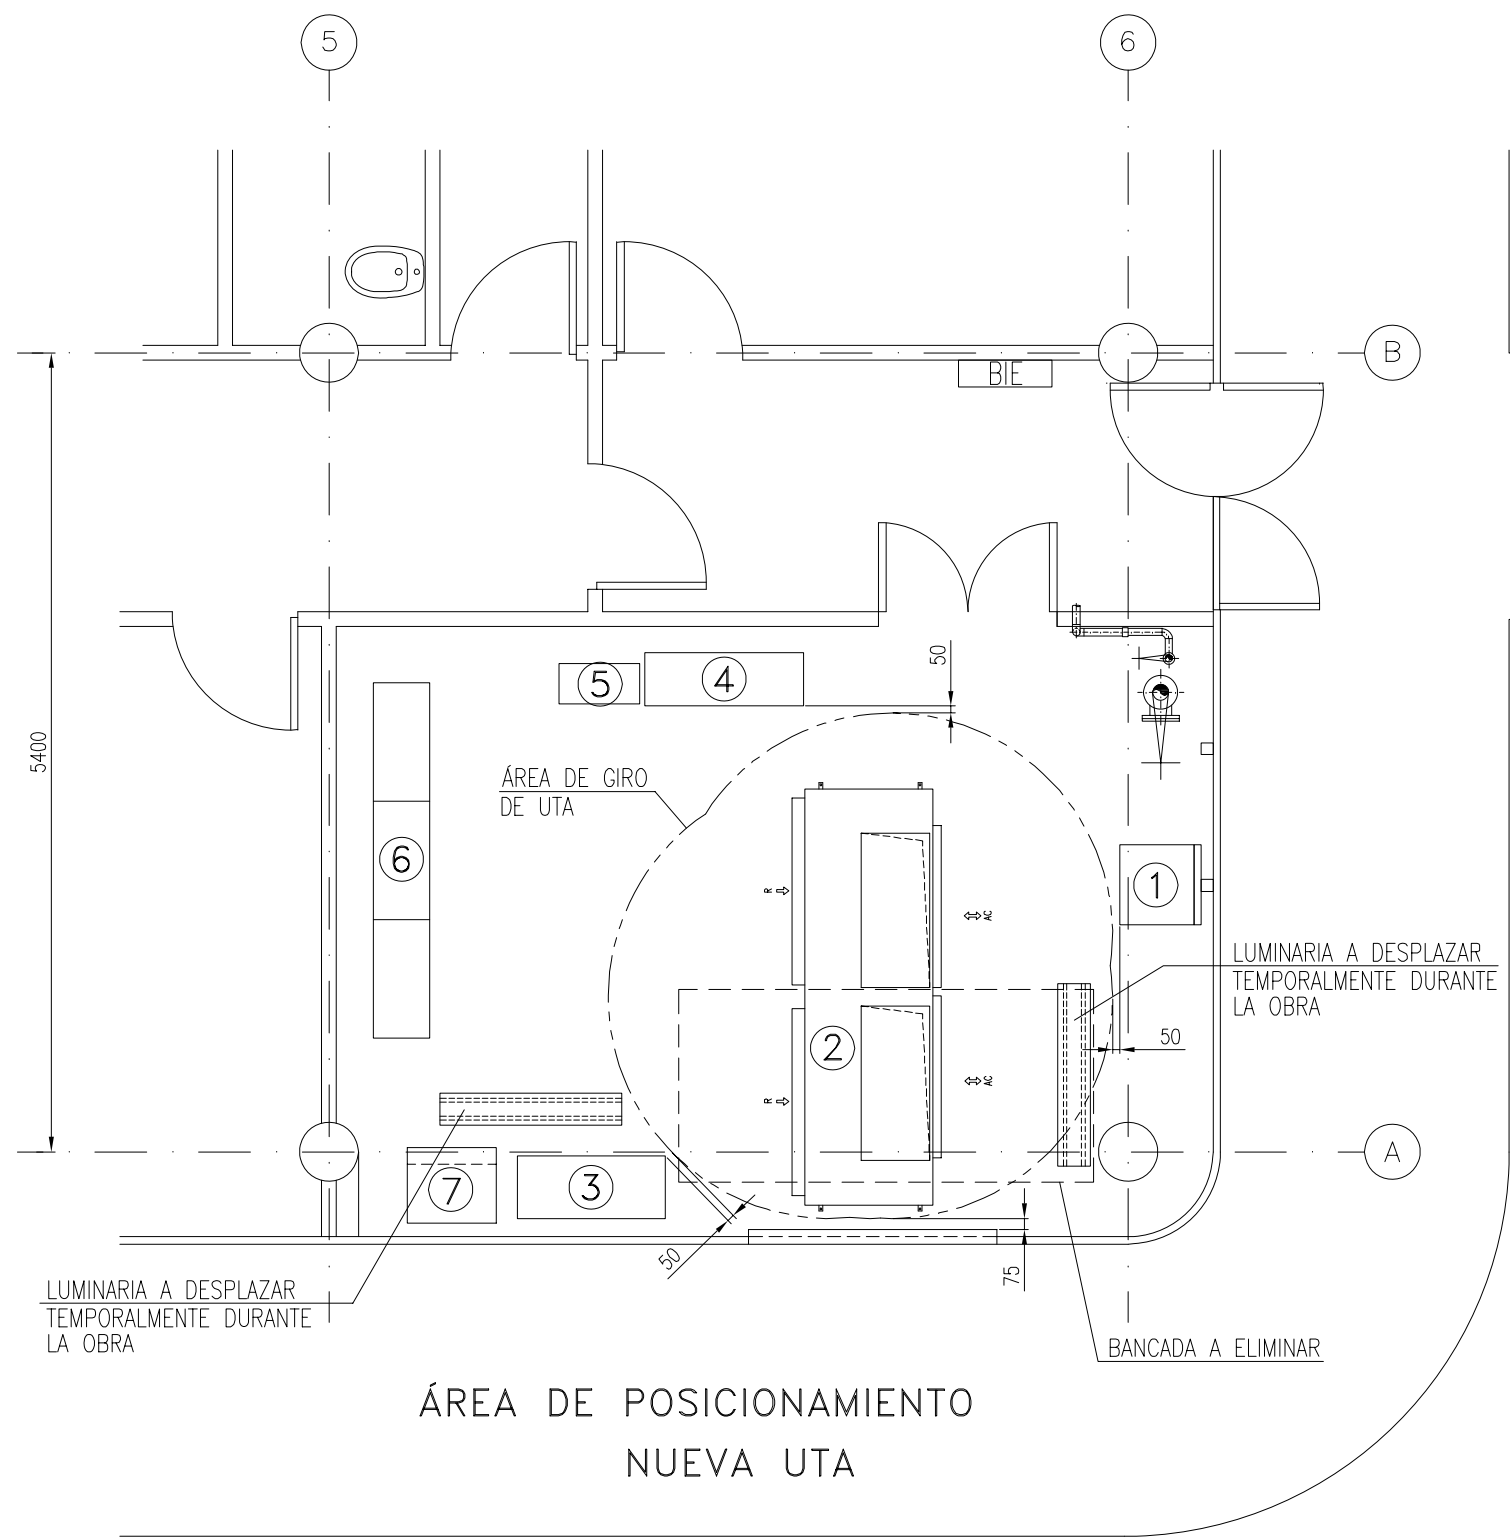 5
6
B
BIE
5400
50
5
4
ÁREA DE GIRO
DE UTA
6
1
R
AC
LUMINARIA A DESPLAZAR
TEMPORALMENTE DURANTE
LA OBRA
2
50
R
AC
A
7
3
50
75
LUMINARIA A DESPLAZAR
TEMPORALMENTE DURANTE
LA OBRA
BANCADA A ELIMINAR
ÁREA DE POSICIONAMIENTO
NUEVA UTA